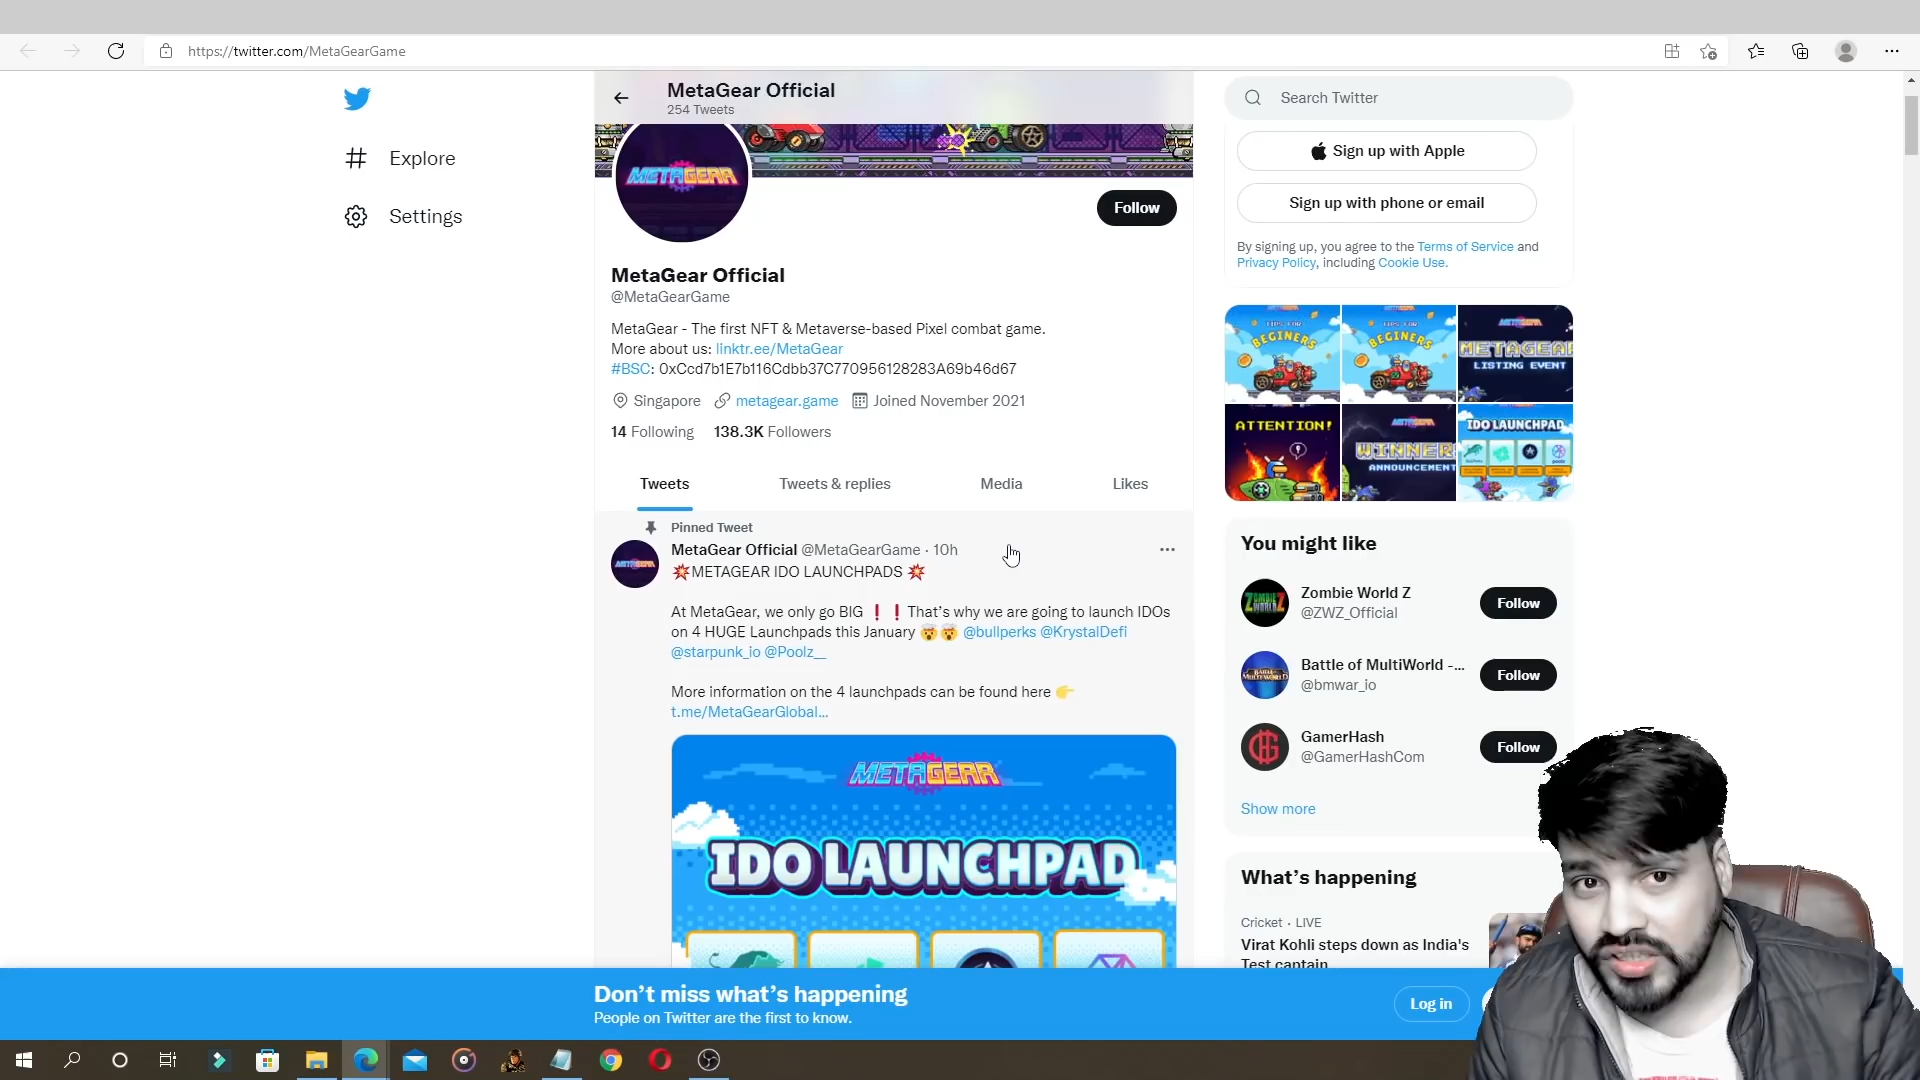 https://twitter.com/MetaGearGame
MetaGear Official
254 Tweets
Search Twitter
Explore
Settings
METAGEAR
Follow
Sign up with Apple
Sign up with phone or email
By signing up, you agree to the Terms of Service and
Privacy Policy, including Cookie Use.
MetaGear Official
@MetaGearGame
MetaGear - The first NFT & Metaverse-based Pixel combat game.
More about us: linktr.ee/MetaGear
#BSC: 0xCcd7b1E7b116Cdbb37C770956128283A69b46d67
Singapore metagear.game Joined November 2021
14 Following 138.3K Followers
Tweets Tweets & replies Media Likes
Pinned Tweet
MetaGear Official @MetaGearGame · 10h
💥METAGEAR IDO LAUNCHPADS 💥
At MetaGear, we only go BIG ❗ ❗ That's why we are going to launch IDOs
on 4 HUGE Launchpads this January 🤯🤯 @bullperks @KrystalDefi
@starpunk_io @Poolz__
More information on the 4 launchpads can be found here 👉
t.me/MetaGearGlobal...
METAGEAR
IDO LAUNCHPAD
TIPS FOR
BEGINERS
TIPS FOR
BEGINERS
METAGEAR
METAGEAR
LISTING EVENT
ATTENTION!
METAGEAR
WINNER
ANNOUNCEMENT
METAGEAR
IDO LAUNCHPAD
You might like
Zombie World Z
@ZWZ_Official
Follow
Battle of MultiWorld -...
@bmwar_io
Follow
GamerHash
@GamerHashCom
Follow
Show more
What's happening
Cricket · LIVE
Virat Kohli steps down as India's
Test captain
Don't miss what's happening
People on Twitter are the first to know.
Log in